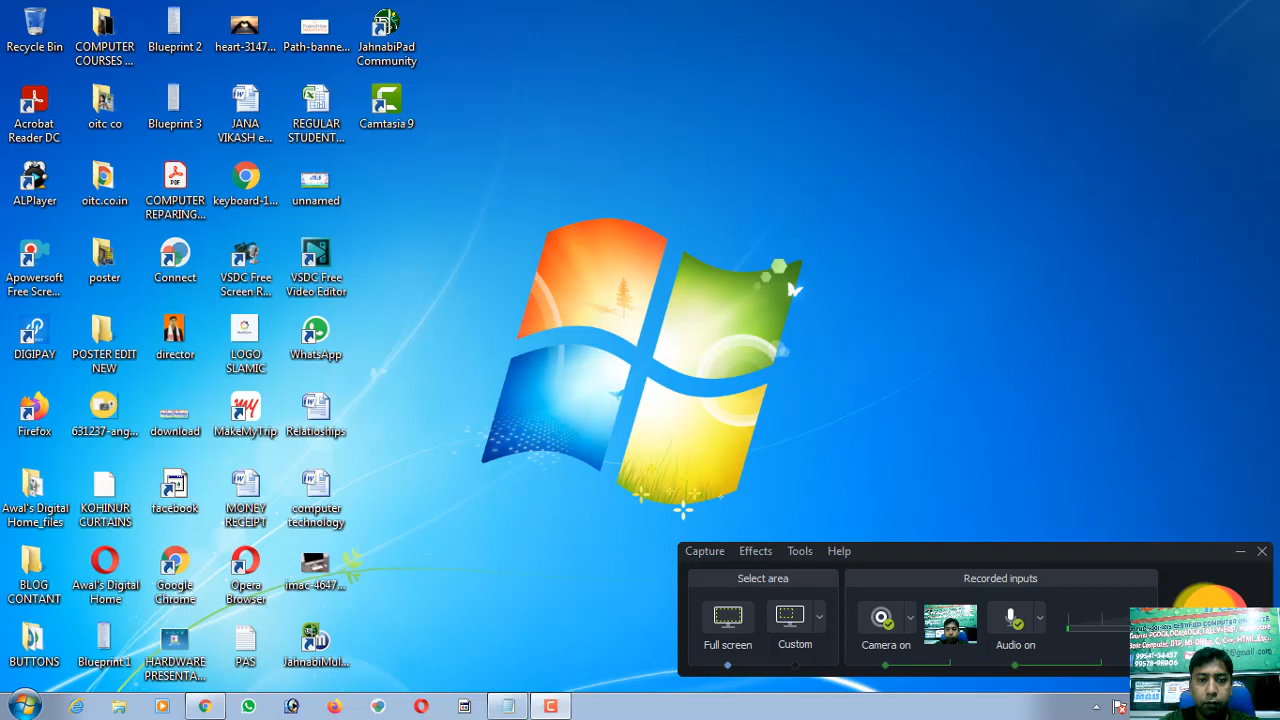 Recycle Bin
COMPUTER
COURSES ...
Blueprint 2
heart-3147...
Path-banne...
JahnabiPad
Community
Acrobat
Reader DC
oitc co
Blueprint 3
JANA
VIKASH e...
REGULAR
STUDENT...
Camtasia 9
ALPlayer
oitc.co.in
COMPUTER
REPARING...
keyboard-1...
unnamed
Apowersoft
Free Scre...
poster
Connect
VSDC Free
Screen R...
VSDC Free
Video Editor
DIGIPAY
POSTER EDIT
NEW
director
LOGO
SLAMIC
WhatsApp
Firefox
631237-ang...
download
MakeMyTrip
Relatioships
Awal's Digital
Home_files
KOHINUR
CURTAINS
facebook
MONEY
RECEIPT
computer
technology
BLOG
CONTANT
Awal's Digital
Home
Google
Chrome
Opera
Browser
imac-4647...
BUTTONS
Blueprint 1
HARDWARE
PRESENTA...
PAS
JahnabiMul...
Capture
Effects
Tools
Help
Select area
Recorded inputs
Full screen
Custom
Camera on
Audio on